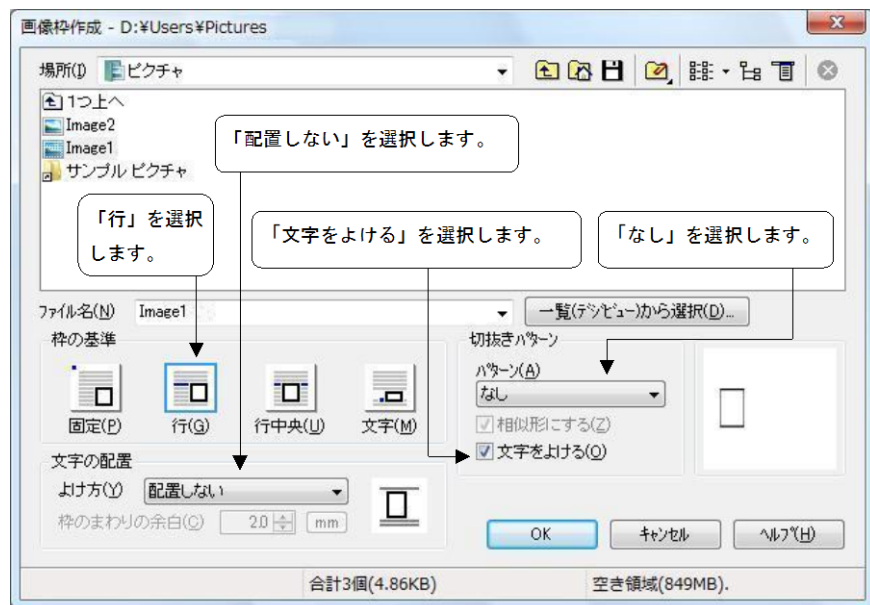 画像枠作成 - D:¥Users¥Pictures
場所(I) ピクチャ
1つ上へ
Image2
Image1
サンプル ピクチャ
「配置しない」を選択します。
「行」を選択
します。
「文字をよける」を選択します。
「なし」を選択します。
ファイル名(N) Image1
一覧(デジビュー)から選択(D)...
枠の基準
固定(P) 行(G) 行中央(U) 文字(M)
切抜きパターン
パターン(A)
なし
相似形にする(Z)
文字をよける(O)
文字の配置
よけ方(Y) 配置しない
枠のまわりの余白(C) 2.0 mm
OK キャンセル ヘルプ(H)
合計3個(4.86KB) 空き領域(849MB).